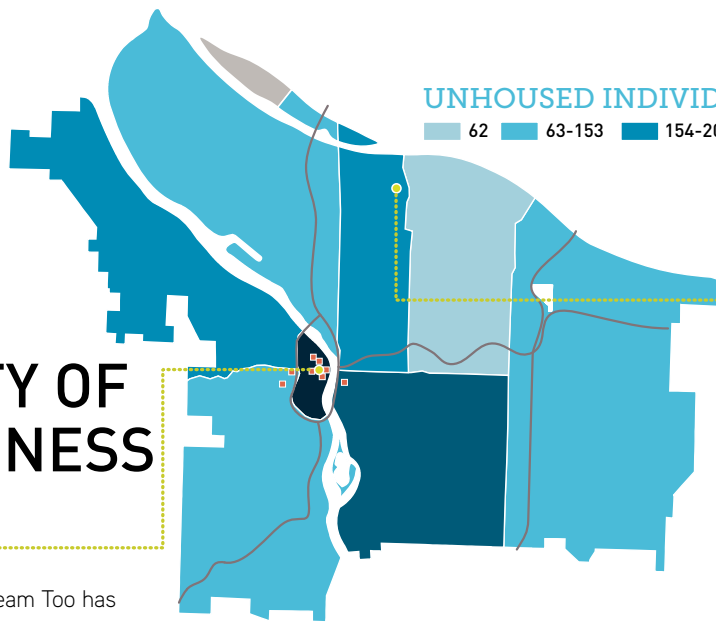 UNHOUSED INDIVID
62 63-153 154-20
TY OF
NESS
eam Too has